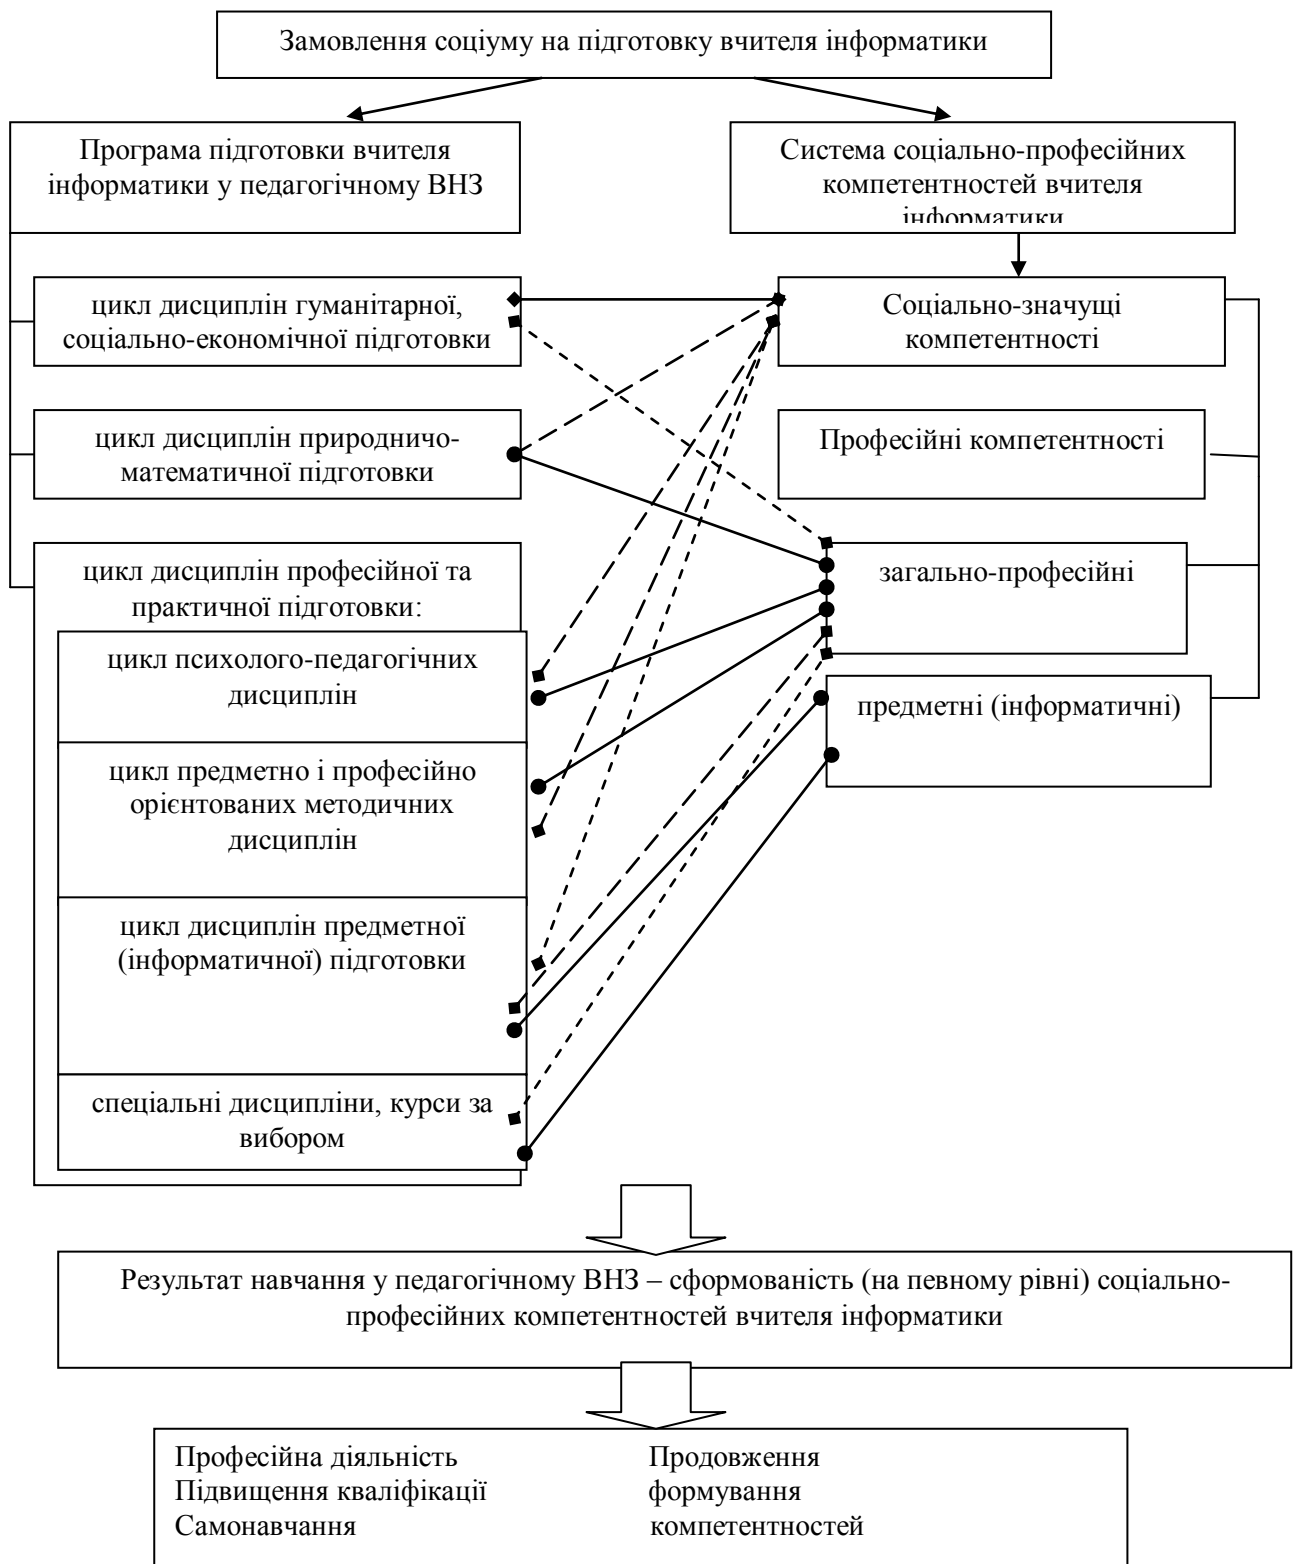 Замовлення соціуму на підготовку вчителя інформатики
Програма підготовки вчителя
інформатики у педагогічному ВНЗ
Система соціально-професійних
компетентностей вчителя
інформатики
цикл дисциплін гуманітарної,
соціально-економічної підготовки
Соціально-значущі
компетентності
цикл дисциплін природничо-
математичної підготовки
Професійні компетентності
цикл дисциплін професійної та
практичної підготовки:
загально-професійні
цикл психолого-педагогічних
дисциплін
предметні (інформатичні)
цикл предметно і професійно
орієнтованих методичних
дисциплін
цикл дисциплін предметної
(інформатичної) підготовки
спеціальні дисципліни, курси за
вибором
Результат навчання у педагогічному ВНЗ – сформованість (на певному рівні) соціально-
професійних компетентностей вчителя інформатики
Професійна діяльність
Підвищення кваліфікації
Самонавчання
Продовження
формування
компетентностей